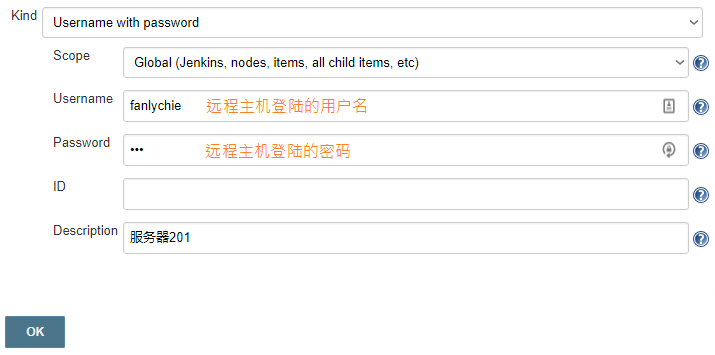 Kind Username with password
Scope Global (Jenkins, nodes, items, all child items, etc)
Username fanlychie 远程主机登陆的用户名
Password ••• 远程主机登陆的密码
ID
Description 服务器201
OK